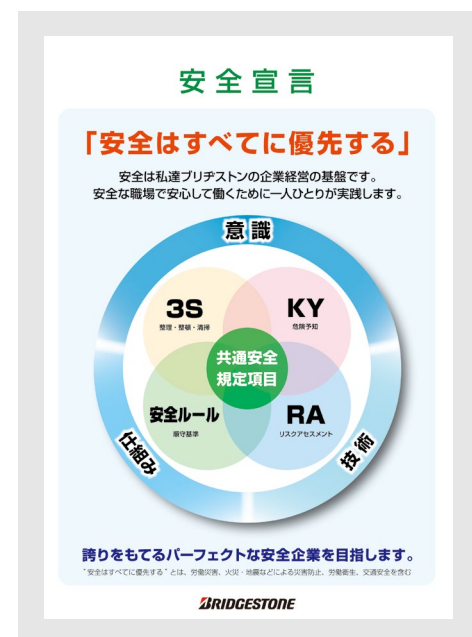 安全宣言
「安全はすべてに優先する」
安全は私達ブリヂストンの企業経営の基盤です。
安全な職場で安心して働くために一人ひとりが実践します。
意識
3S
整理・整頓・清掃
KY
危険予知
共通安全
規定項目
安全ルール
順守基準
RA
リスクアセスメント
仕組み
技術
誇りをもてるパーフェクトな安全企業を目指します。
"安全はすべてに優先する"とは、労働災害、火災・地震などによる災害防止、労働衛生、交通安全を含む
BRIDGESTONE